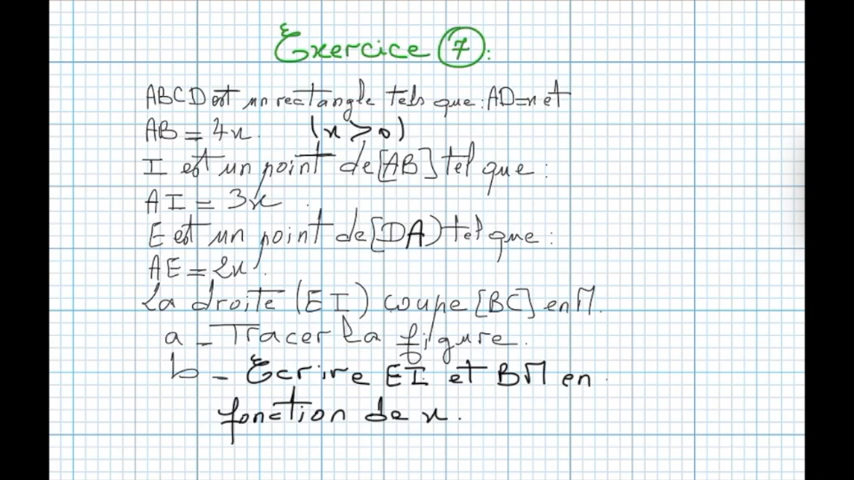 Exercice 7:
ABCD est un rectangle tels que: AD=x et
AB = 4x. (x > 0)
I est un point de [AB] tel que:
AI = 3x.
E est un point de [DA) tel que:
AE = 2x.
La droite (EI) coupe [BC] en M.
a - Tracer la figure.
b - Ecrire EI et BM en
fonction de x.